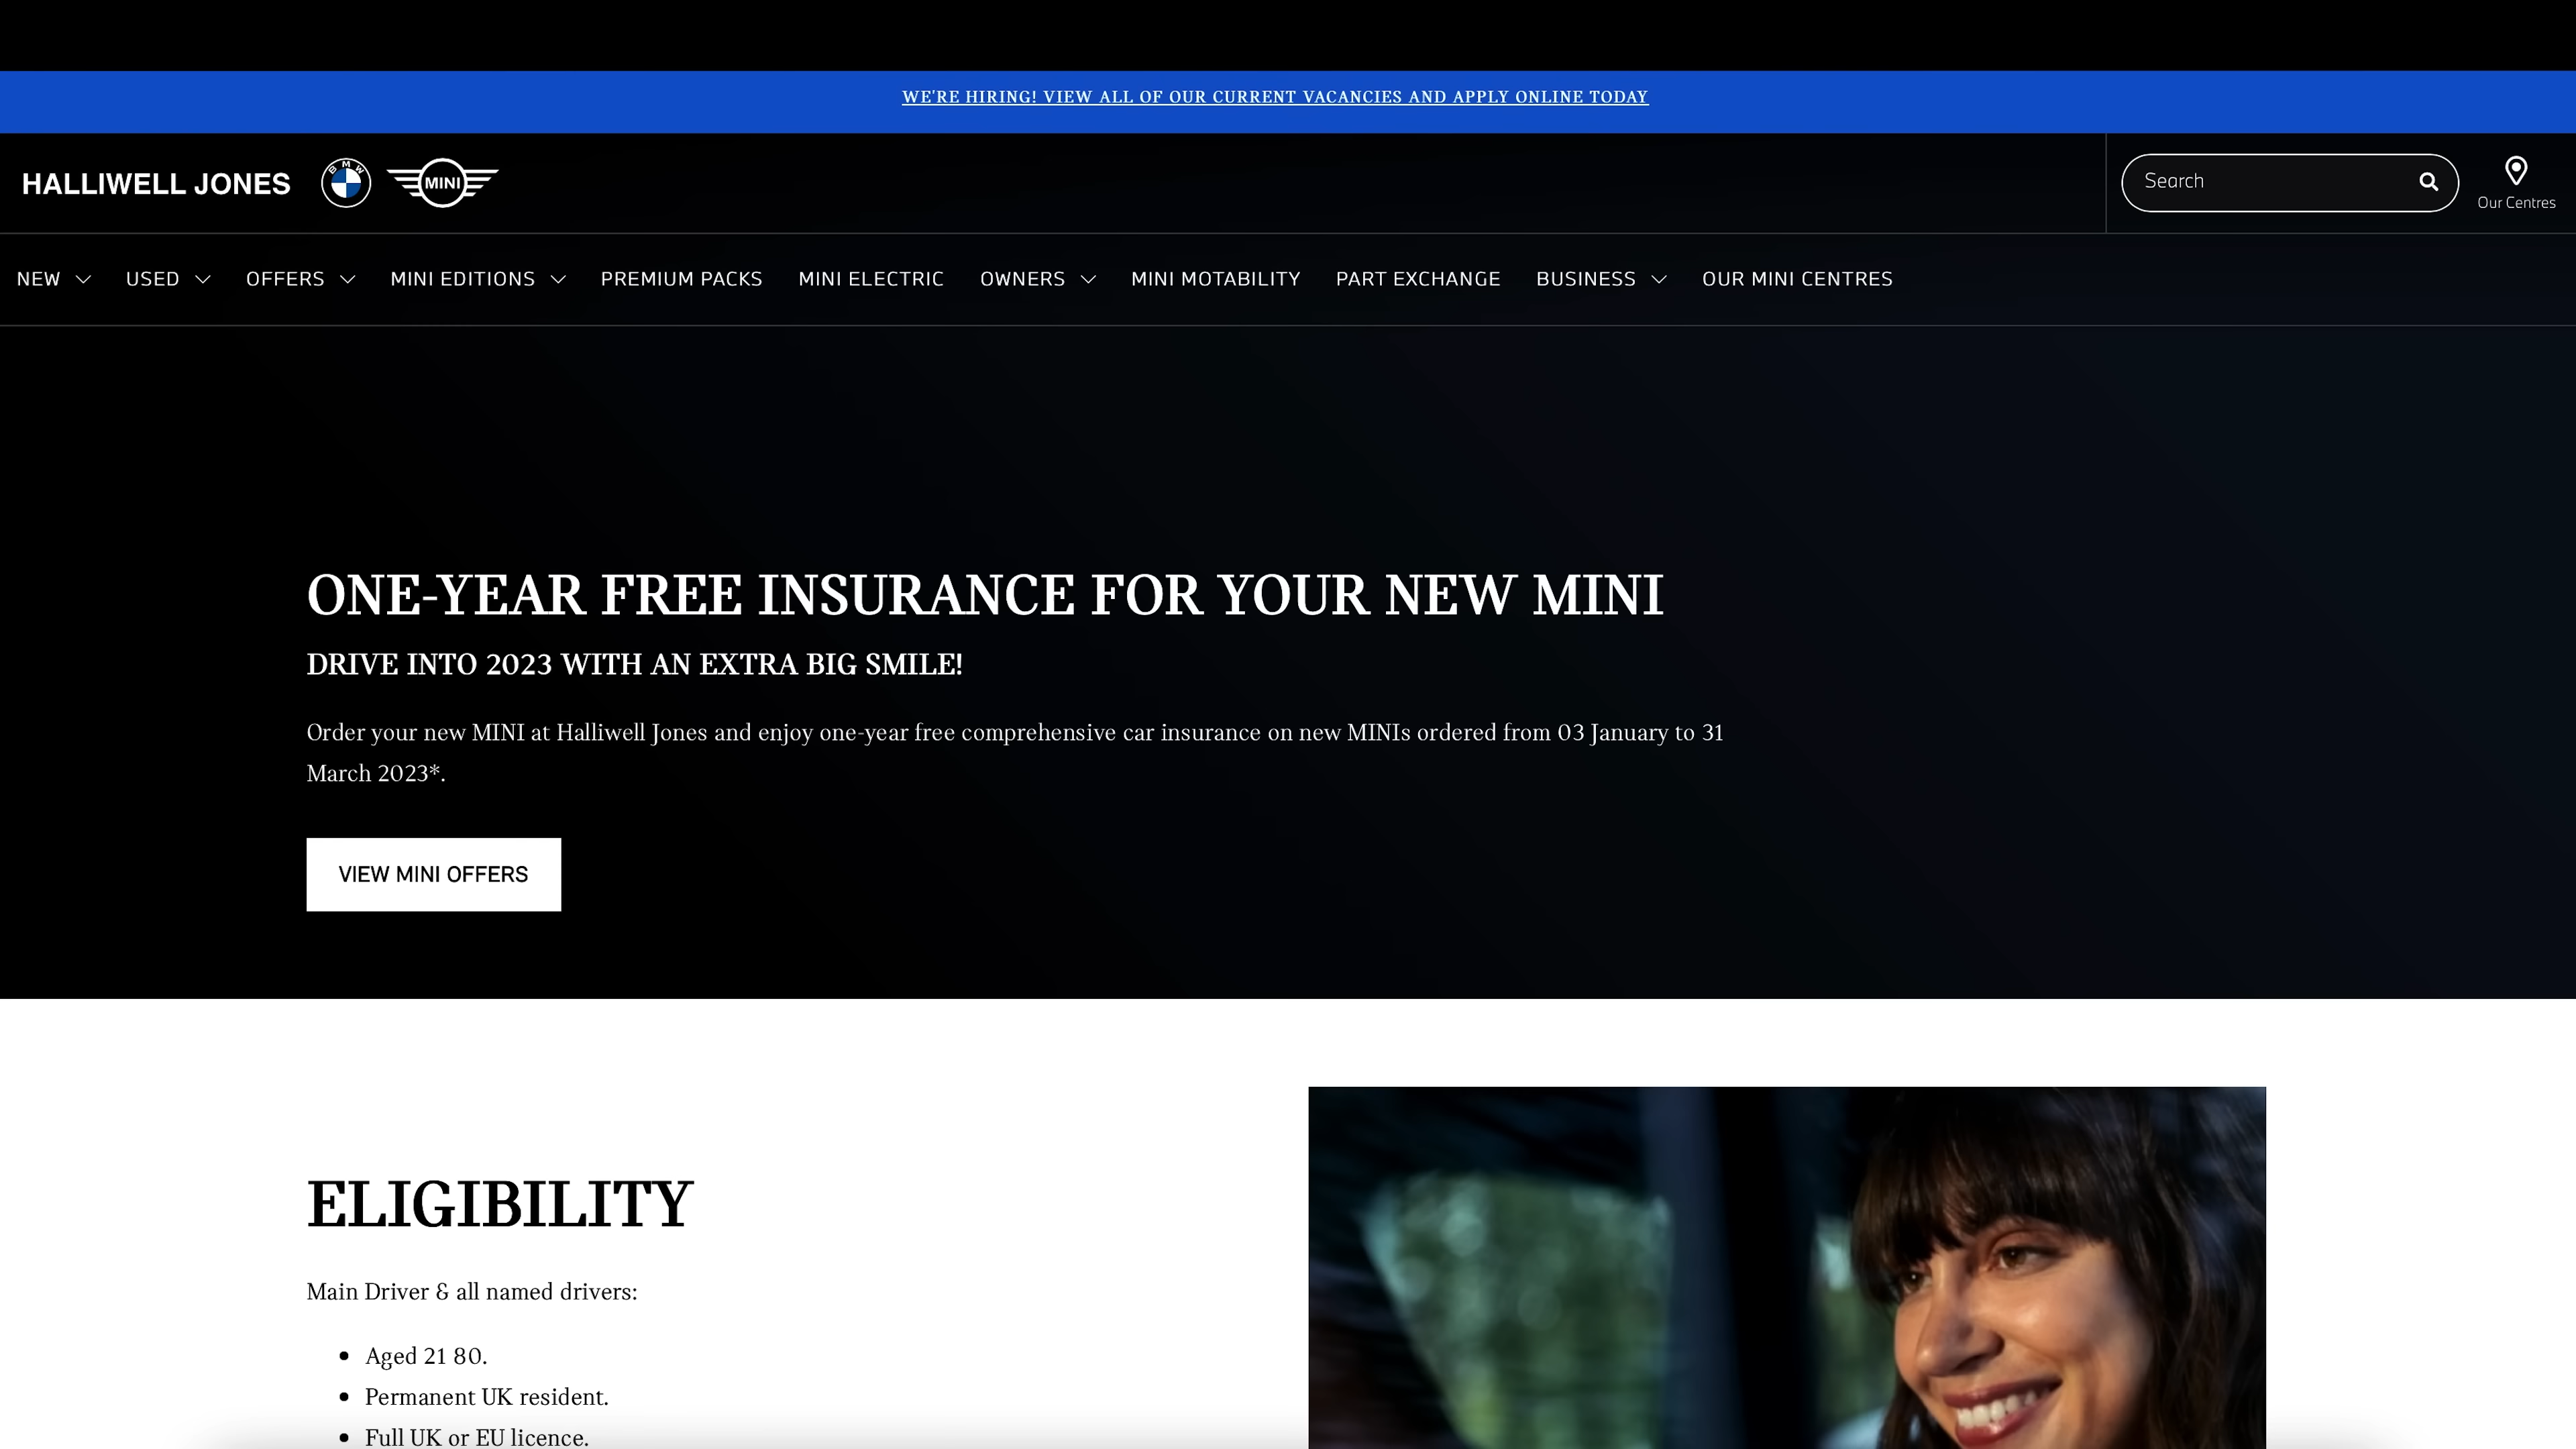 WE'RE HIRING! VIEW ALL OF OUR CURRENT VACANCIES AND APPLY ONLINE TODAY
HALLIWELL JONES BMW MINI
Search
Our Centres
NEW USED OFFERS MINI EDITIONS PREMIUM PACKS MINI ELECTRIC OWNERS MINI MOTABILITY PART EXCHANGE BUSINESS OUR MINI CENTRES
ONE-YEAR FREE INSURANCE FOR YOUR NEW MINI
DRIVE INTO 2023 WITH AN EXTRA BIG SMILE!
Order your new MINI at Halliwell Jones and enjoy one-year free comprehensive car insurance on new MINIs ordered from 03 January to 31
March 2023*.
VIEW MINI OFFERS
ELIGIBILITY
Main Driver & all named drivers:
Aged 21 80.
Permanent UK resident.
Full UK or EU licence.